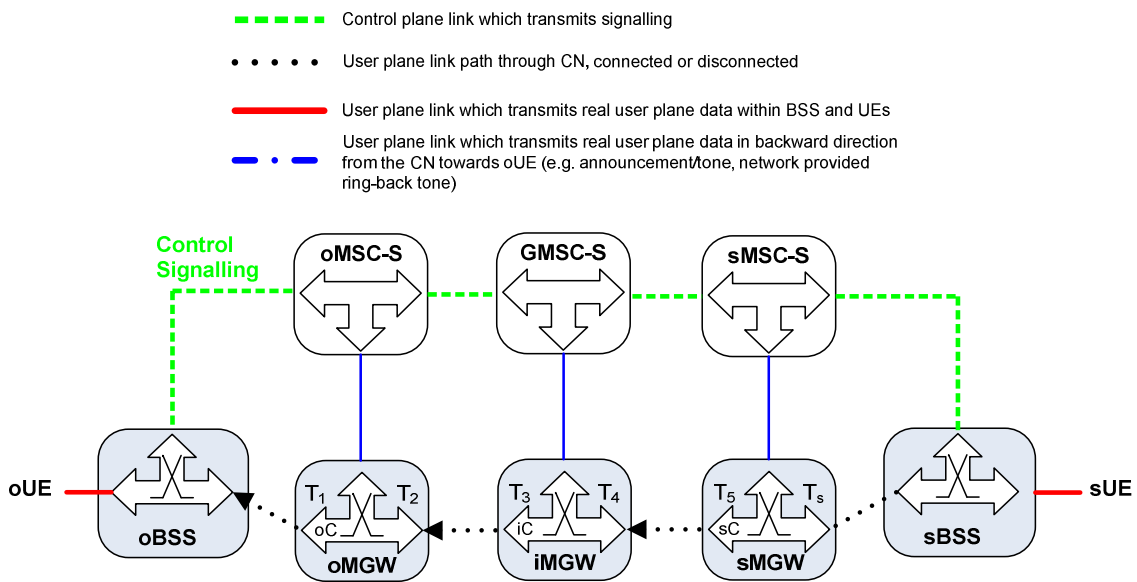 Control plane link which transmits signalling
User plane link path through CN, connected or disconnected
User plane link which transmits real user plane data within BSS and UEs
User plane link which transmits real user plane data in backward direction
from the CN towards oUE (e.g. announcement/tone, network provided
ring-back tone)
Control
Signalling
oMSC-S
GMSC-S
sMSC-S
oUE
oBSS
T1
T2
oC
oMGW
T3
T4
iC
iMGW
T5
Ts
sC
sMGW
sBSS
sUE